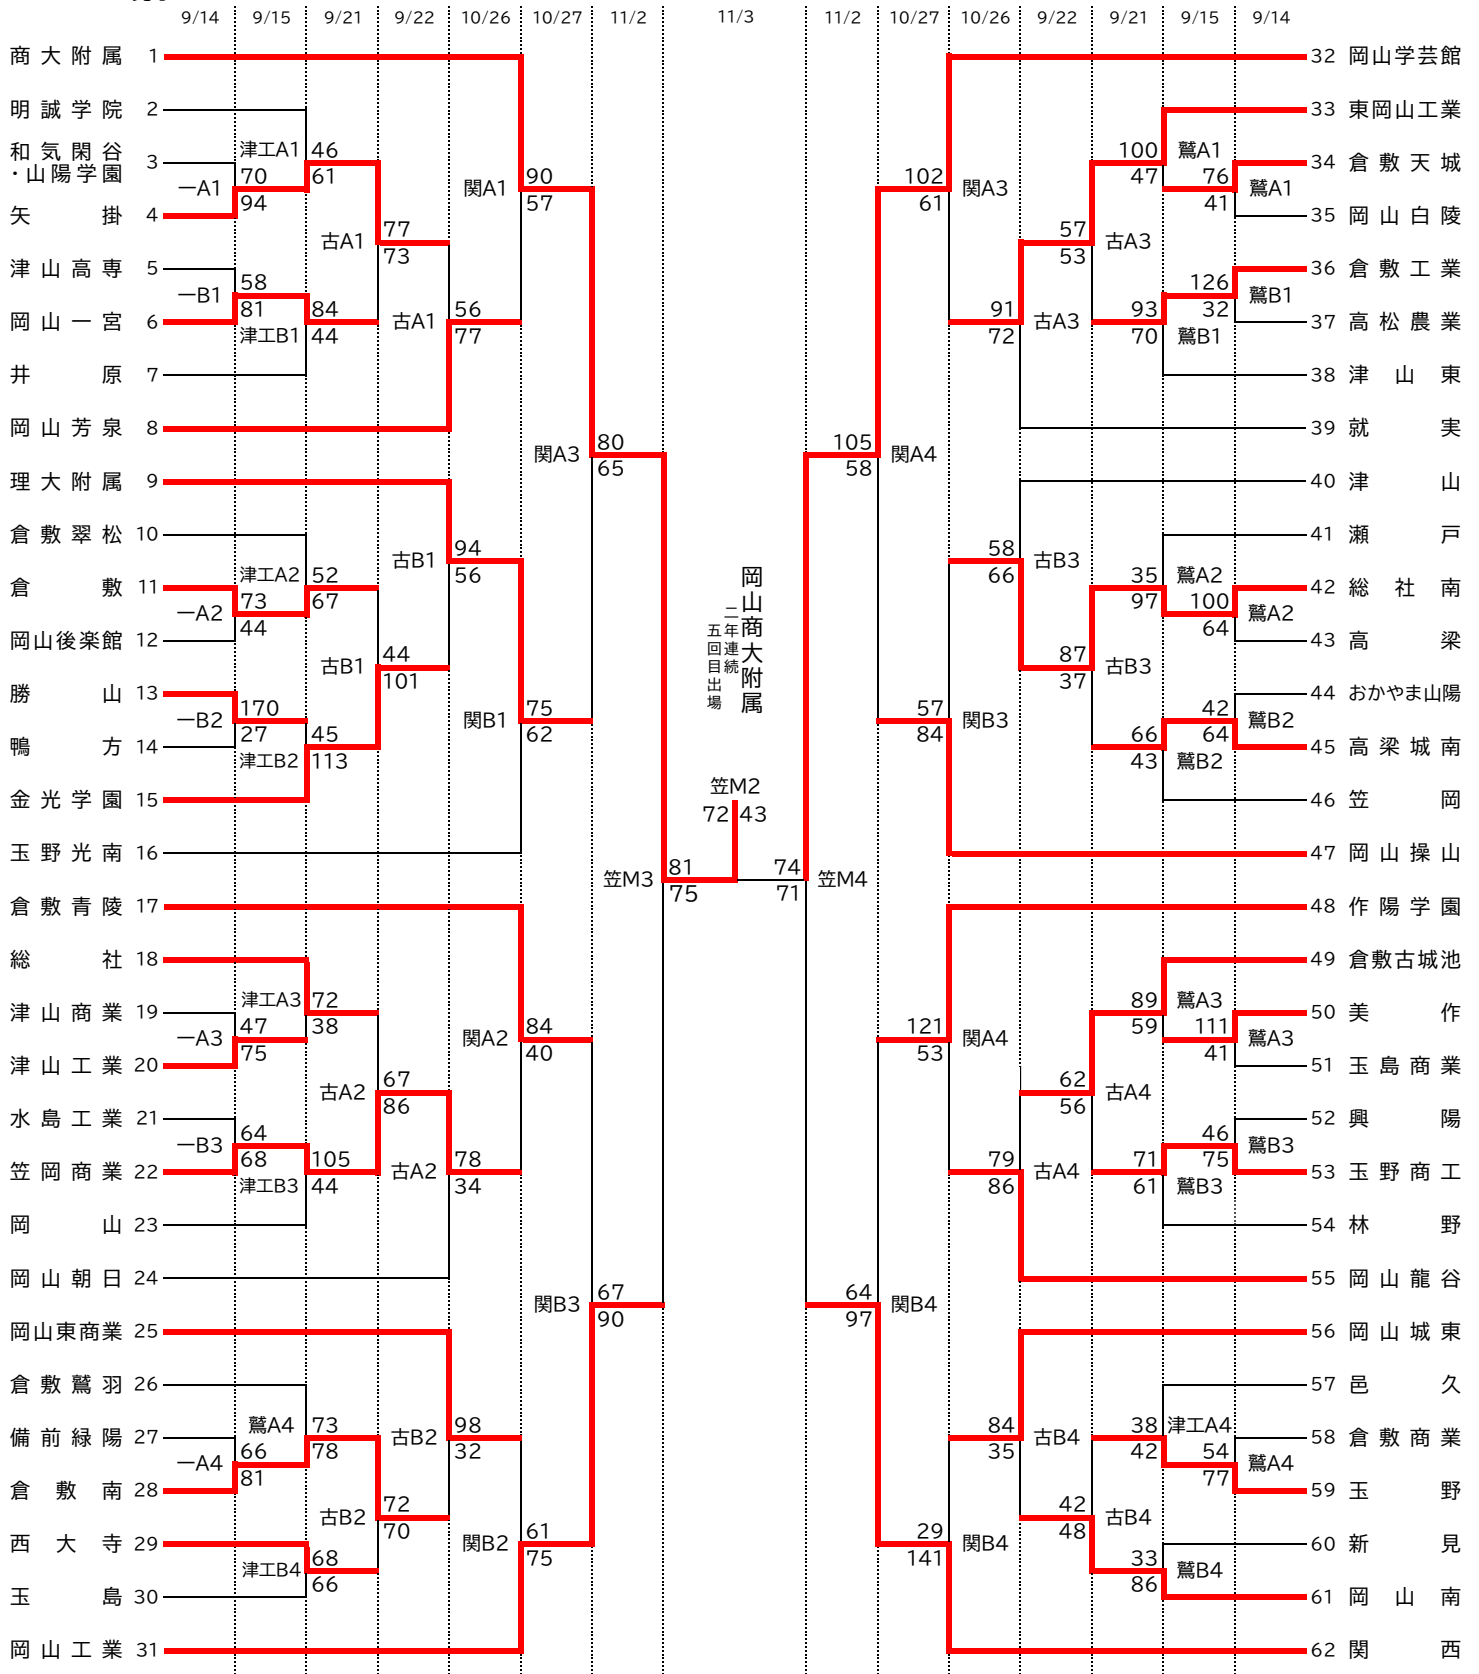 9/14 9/15 9/21 9/22 10/26 10/27 11/2 11/3 11/2 10/27 10/26 9/22 9/21 9/15 9/14
商大附属 1
明誠学院 2
和気閑谷
・山陽学園 3
矢掛 4
津山高専 5
岡山一宮 6
井原 7
岡山芳泉 8
理大附属 9
倉敷翠松 10
倉敷 11
岡山後楽館 12
勝山 13
鴨方 14
金光学園 15
玉野光南 16
倉敷青陵 17
総社 18
津山商業 19
津山工業 20
水島工業 21
笠岡商業 22
岡山 23
岡山朝日 24
岡山東商業 25
倉敷鷲羽 26
備前緑陽 27
倉敷南 28
西大寺 29
玉島 30
岡山工業 31
一A1 70 94
一B1 58 81
一A2 73 44
一B2 170 27
一A3 47 75
一B3 64 68
一A4 66 81
津工A1 46 61
津工B1 84 44
津工A2 52 67
津工B2 45 113
津工A3 72 38
津工B3 105 44
鷲A4 73 78
津工B4 68 66
古A1 77 73
古B1 44 101
古A2 67 86
古B2 72 70
古A1 56 77
古B1 94 56
古A2 78 34
古B2 98 32
関A1 90 57
関B1 75 62
関A2 84 40
関B2 61 75
関A3 80 65
関B3 67 90
笠M3 81 75
岡山商大附属
二年連続
五回目出場
笠M2
72 43
74 71 笠M4
105 58 関A4
64 97 関B4
102 61 関A3
57 84 関B3
121 53 関A4
29 141 関B4
91 72 古A3
58 66 古B3
79 86 古A4
84 35 古B4
57 53 古A3
87 37 古B3
62 56 古A4
42 48 古B4
100 47 鷲A1
93 70 鷲B1
35 97 鷲A2
66 43 鷲B2
89 59 鷲A3
71 61 鷲B3
38 42 津工A4
33 86 鷲B4
76 41 鷲A1
126 32 鷲B1
100 64 鷲A2
42 64 鷲B2
111 41 鷲A3
46 75 鷲B3
54 77 鷲A4
32 岡山学芸館
33 東岡山工業
34 倉敷天城
35 岡山白陵
36 倉敷工業
37 高松農業
38 津山東
39 就実
40 津山
41 瀬戸
42 総社南
43 高梁
44 おかやま山陽
45 高梁城南
46 笠岡
47 岡山操山
48 作陽学園
49 倉敷古城池
50 美作
51 玉島商業
52 興陽
53 玉野商工
54 林野
55 岡山龍谷
56 岡山城東
57 邑久
58 倉敷商業
59 玉野
60 新見
61 岡山南
62 関西